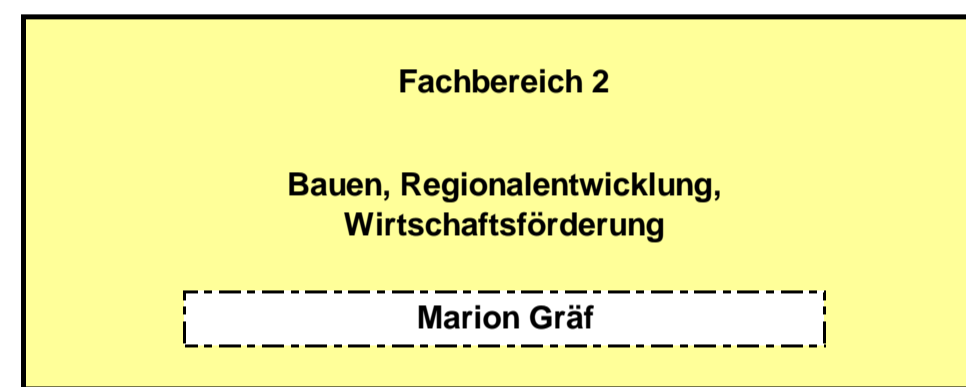 Fachbereich 2
Bauen, Regionalentwicklung,
Wirtschaftsförderung
Marion Gräf